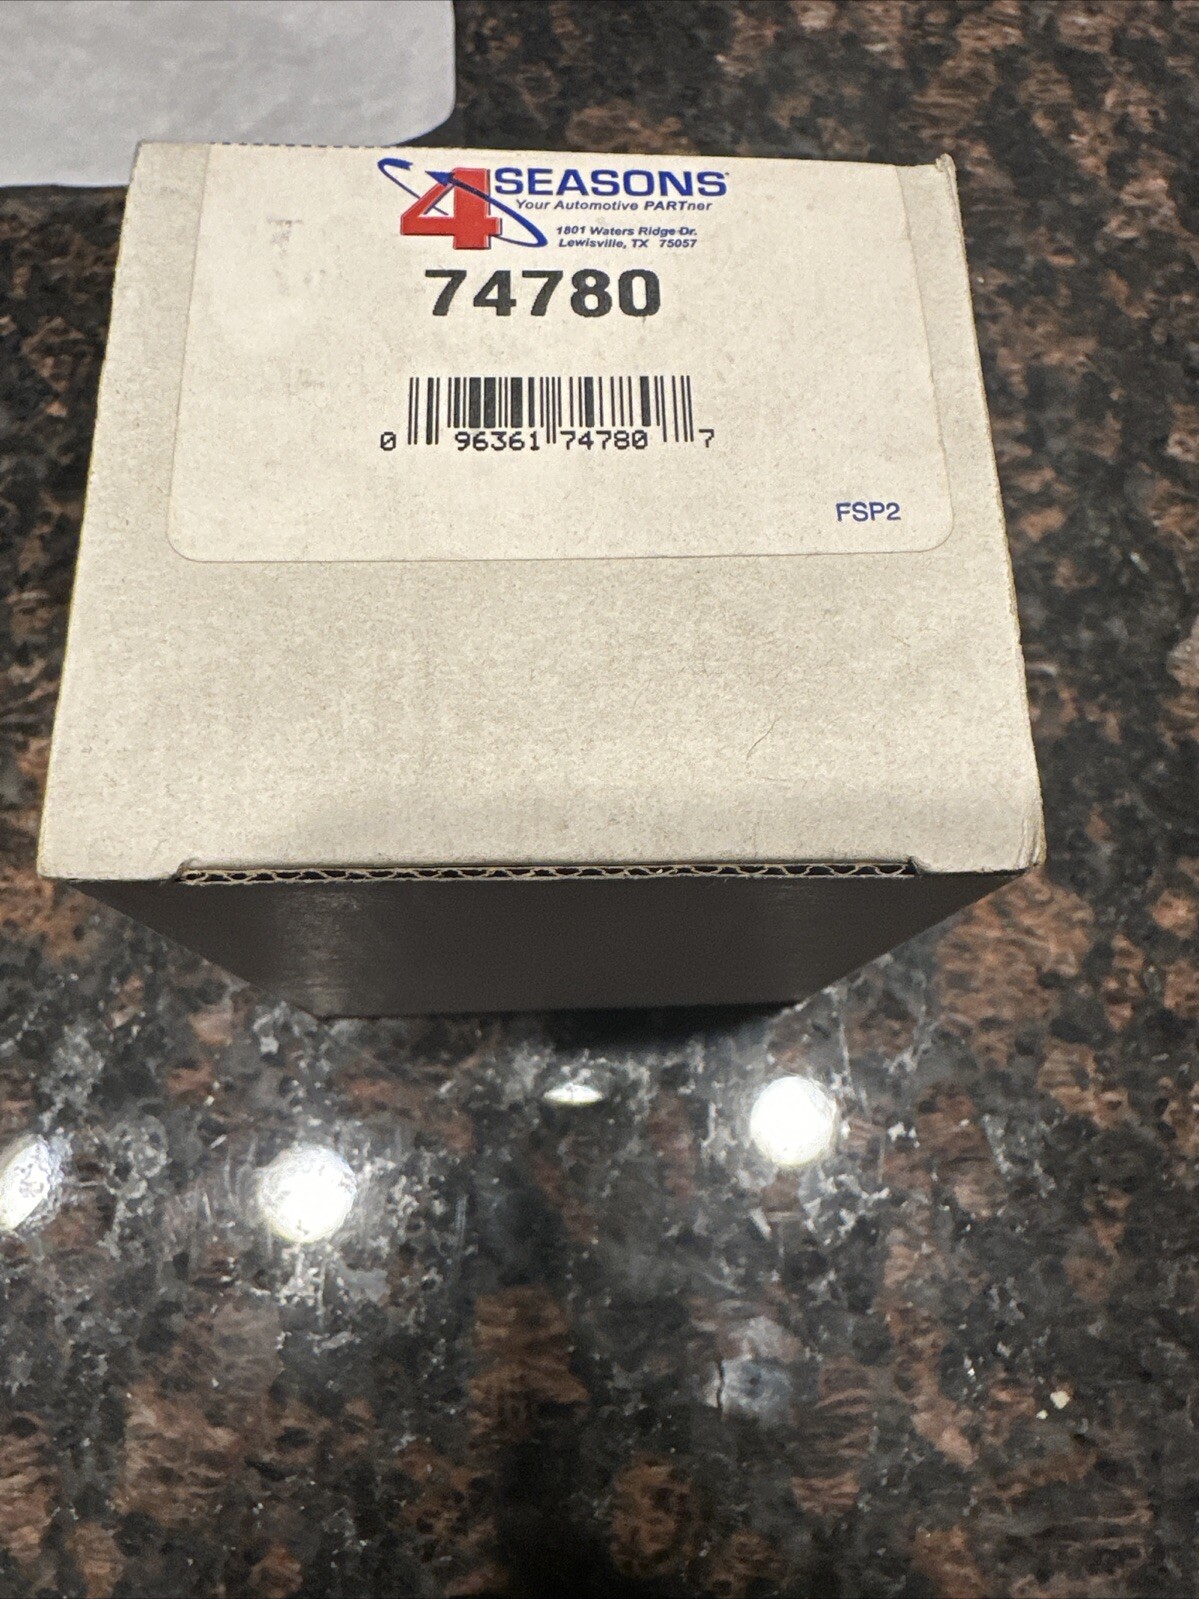 4 SEASONS
Your Automotive PARTner
1801 Waters Ridge Dr.
Lewisville, TX 75057
74780
0 96361 74780 7
FSP2